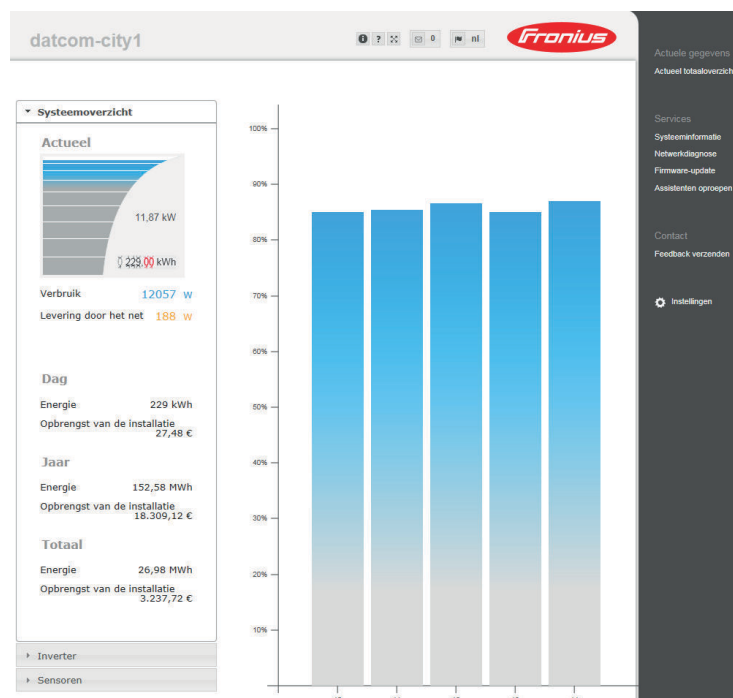 datcom-city1
i ? 0 nl
Fronius
Systeemoverzicht
Actueel
11,87 kW
229,00 kWh
Verbruik 12057 W
Levering door het net 188 W
Dag
Energie 229 kWh
Opbrengst van de installatie
27,48 €
Jaar
Energie 152,58 MWh
Opbrengst van de installatie
18.309,12 €
Totaal
Energie 26,98 MWh
Opbrengst van de installatie
3.237,72 €
Inverter
Sensoren
100%
90%
80%
70%
60%
50%
40%
30%
20%
10%
Actuele gegevens
Actueel totaaloverzich
Services
Systeeminformatie
Netwerkdiagnose
Firmware-update
Assistenten oproepen
Contact
Feedback verzenden
Instellingen